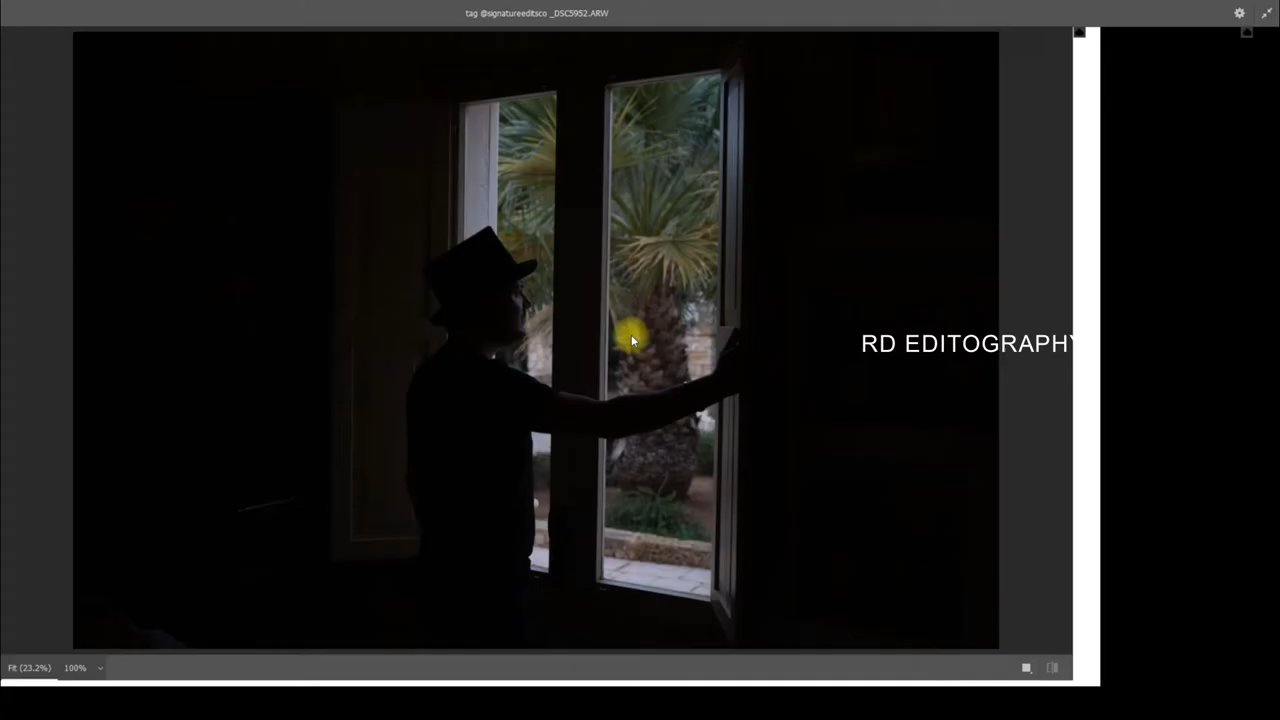 tag @signatureeditsco _DSC5952.ARW
RD EDITOGRAPHY
Fit (23.2%) 100%